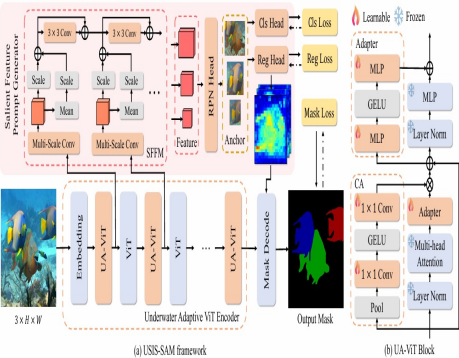 Salient Feature
Prompt Generator
3 × 3 Conv
3 × 3 Conv
Scale
Scale
Scale
Scale
Mean
Mean
Multi-Scale Conv
Multi-Scale Conv
SFFM
Feature
RPN Head
Anchor
Cls Head
Reg Head
Cls Loss
Reg Loss
Mask Loss
3 × H × W
Embedding
UA-ViT
ViT
UA-ViT
ViT
UA-ViT
Underwater Adaptive ViT Encoder
Mask Decode
Output Mask
(a) USIS-SAM framework
Learnable
Frozen
Adapter
MLP
GELU
MLP
MLP
Layer Norm
CA
1 × 1 Conv
GELU
1 × 1 Conv
Pool
Adapter
Multi-head
Attention
Layer Norm
(b) UA-ViT Block